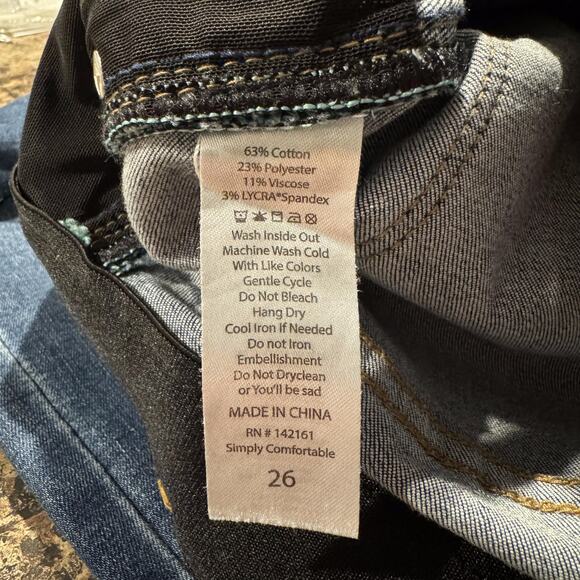 63% Cotton
23% Polyester
11% Viscose
3% LYCRA®Spandex
Wash Inside Out
Machine Wash Cold
With Like Colors
Gentle Cycle
Do Not Bleach
Hang Dry
Cool Iron if Needed
Do not Iron
Embellishment
Do Not Dryclean
or You'll be sad
MADE IN CHINA
RN # 142161
Simply Comfortable
26